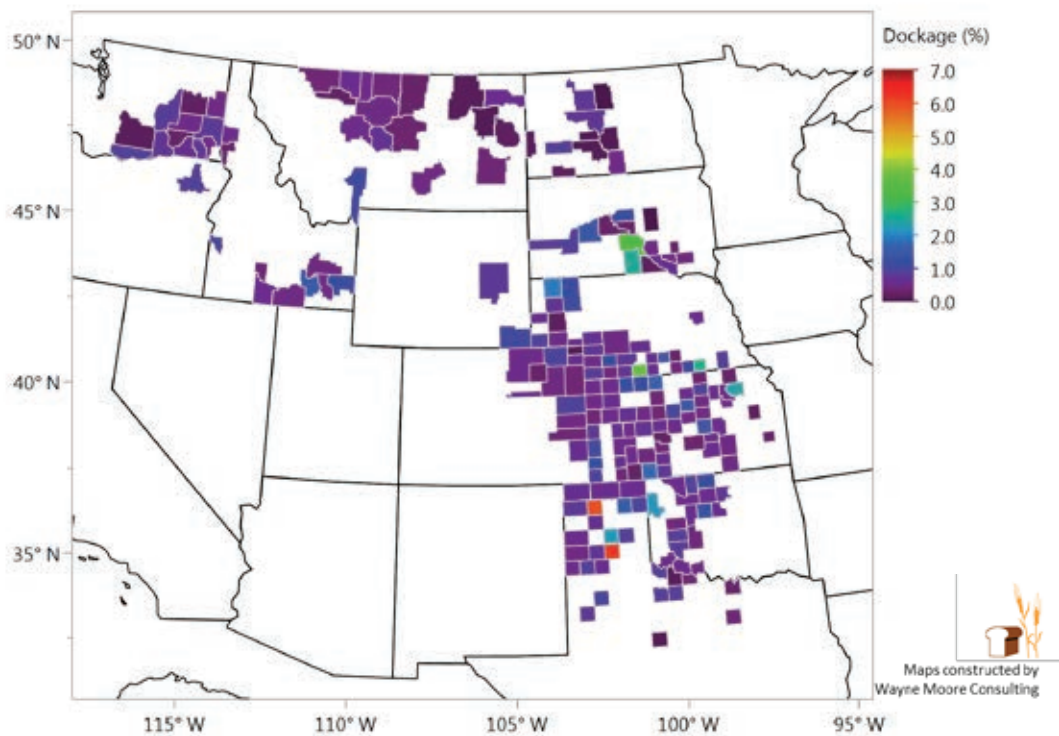 50° N
45° N
40° N
35° N
115° W
110° W
105° W
100° W
95° W
Dockage (%)
7.0
6.0
5.0
4.0
3.0
2.0
1.0
0.0
Maps constructed by
Wayne Moore Consulting